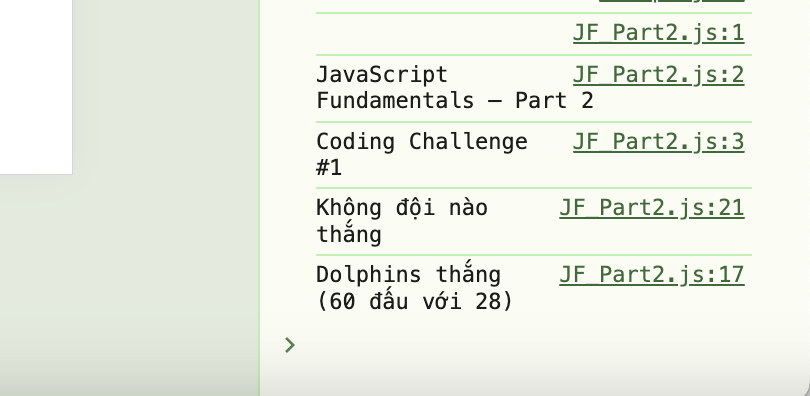 JF_Part2.js:1
JavaScript JF_Part2.js:2
Fundamentals – Part 2
Coding Challenge JF_Part2.js:3
#1
Không đội nào JF_Part2.js:21
thắng
Dolphins thắng JF_Part2.js:17
(60 đấu với 28)